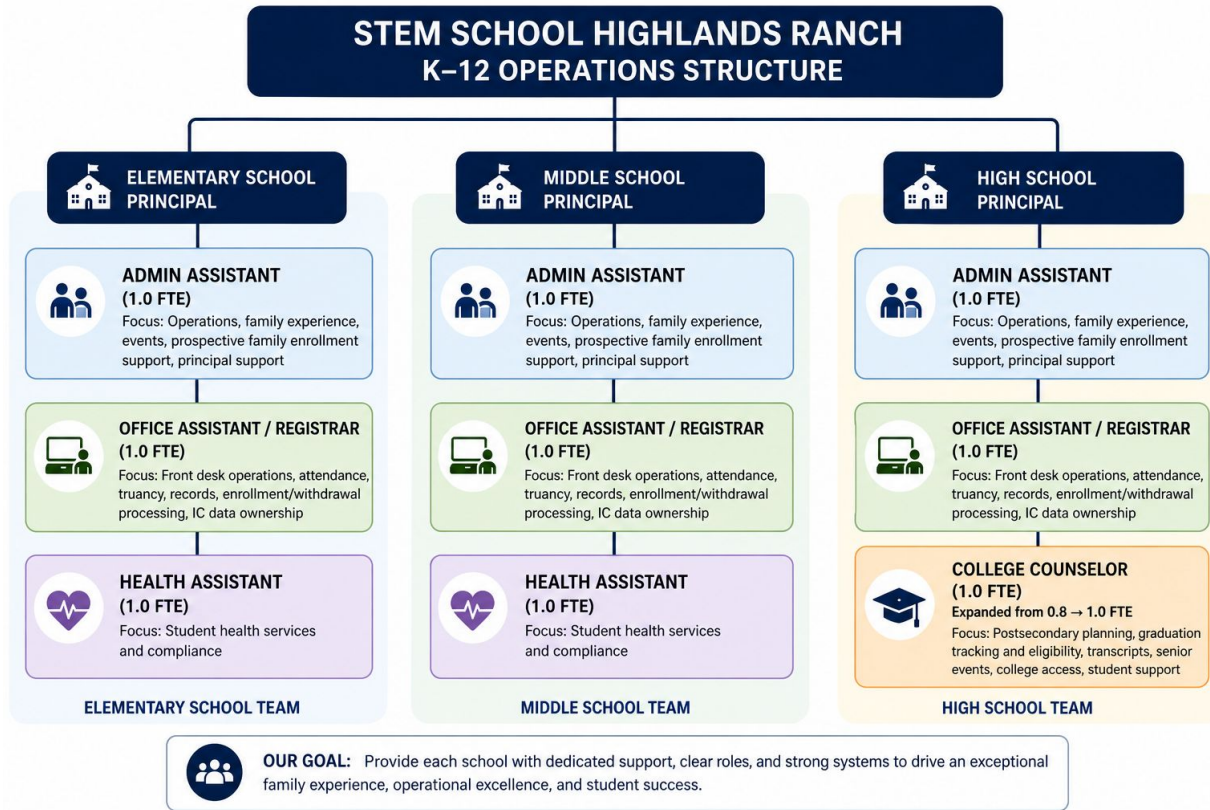 STEM SCHOOL HIGHLANDS RANCH
K–12 OPERATIONS STRUCTURE
ELEMENTARY SCHOOL
PRINCIPAL
ADMIN ASSISTANT
(1.0 FTE)
Focus: Operations, family experience,
events, prospective family enrollment
support, principal support
OFFICE ASSISTANT / REGISTRAR
(1.0 FTE)
Focus: Front desk operations, attendance,
truancy, records, enrollment/withdrawal
processing, IC data ownership
HEALTH ASSISTANT
(1.0 FTE)
Focus: Student health services
and compliance
ELEMENTARY SCHOOL TEAM
MIDDLE SCHOOL
PRINCIPAL
ADMIN ASSISTANT
(1.0 FTE)
Focus: Operations, family experience,
events, prospective family enrollment
support, principal support
OFFICE ASSISTANT / REGISTRAR
(1.0 FTE)
Focus: Front desk operations, attendance,
truancy, records, enrollment/withdrawal
processing, IC data ownership
HEALTH ASSISTANT
(1.0 FTE)
Focus: Student health services
and compliance
MIDDLE SCHOOL TEAM
HIGH SCHOOL
PRINCIPAL
ADMIN ASSISTANT
(1.0 FTE)
Focus: Operations, family experience,
events, prospective family enrollment
support, principal support
OFFICE ASSISTANT / REGISTRAR
(1.0 FTE)
Focus: Front desk operations, attendance,
truancy, records, enrollment/withdrawal
processing, IC data ownership
COLLEGE COUNSELOR
(1.0 FTE)
Expanded from 0.8 → 1.0 FTE
Focus: Postsecondary planning, graduation
tracking and eligibility, transcripts, senior
events, college access, student support
HIGH SCHOOL TEAM
OUR GOAL: Provide each school with dedicated support, clear roles, and strong systems to drive an exceptional
family experience, operational excellence, and student success.